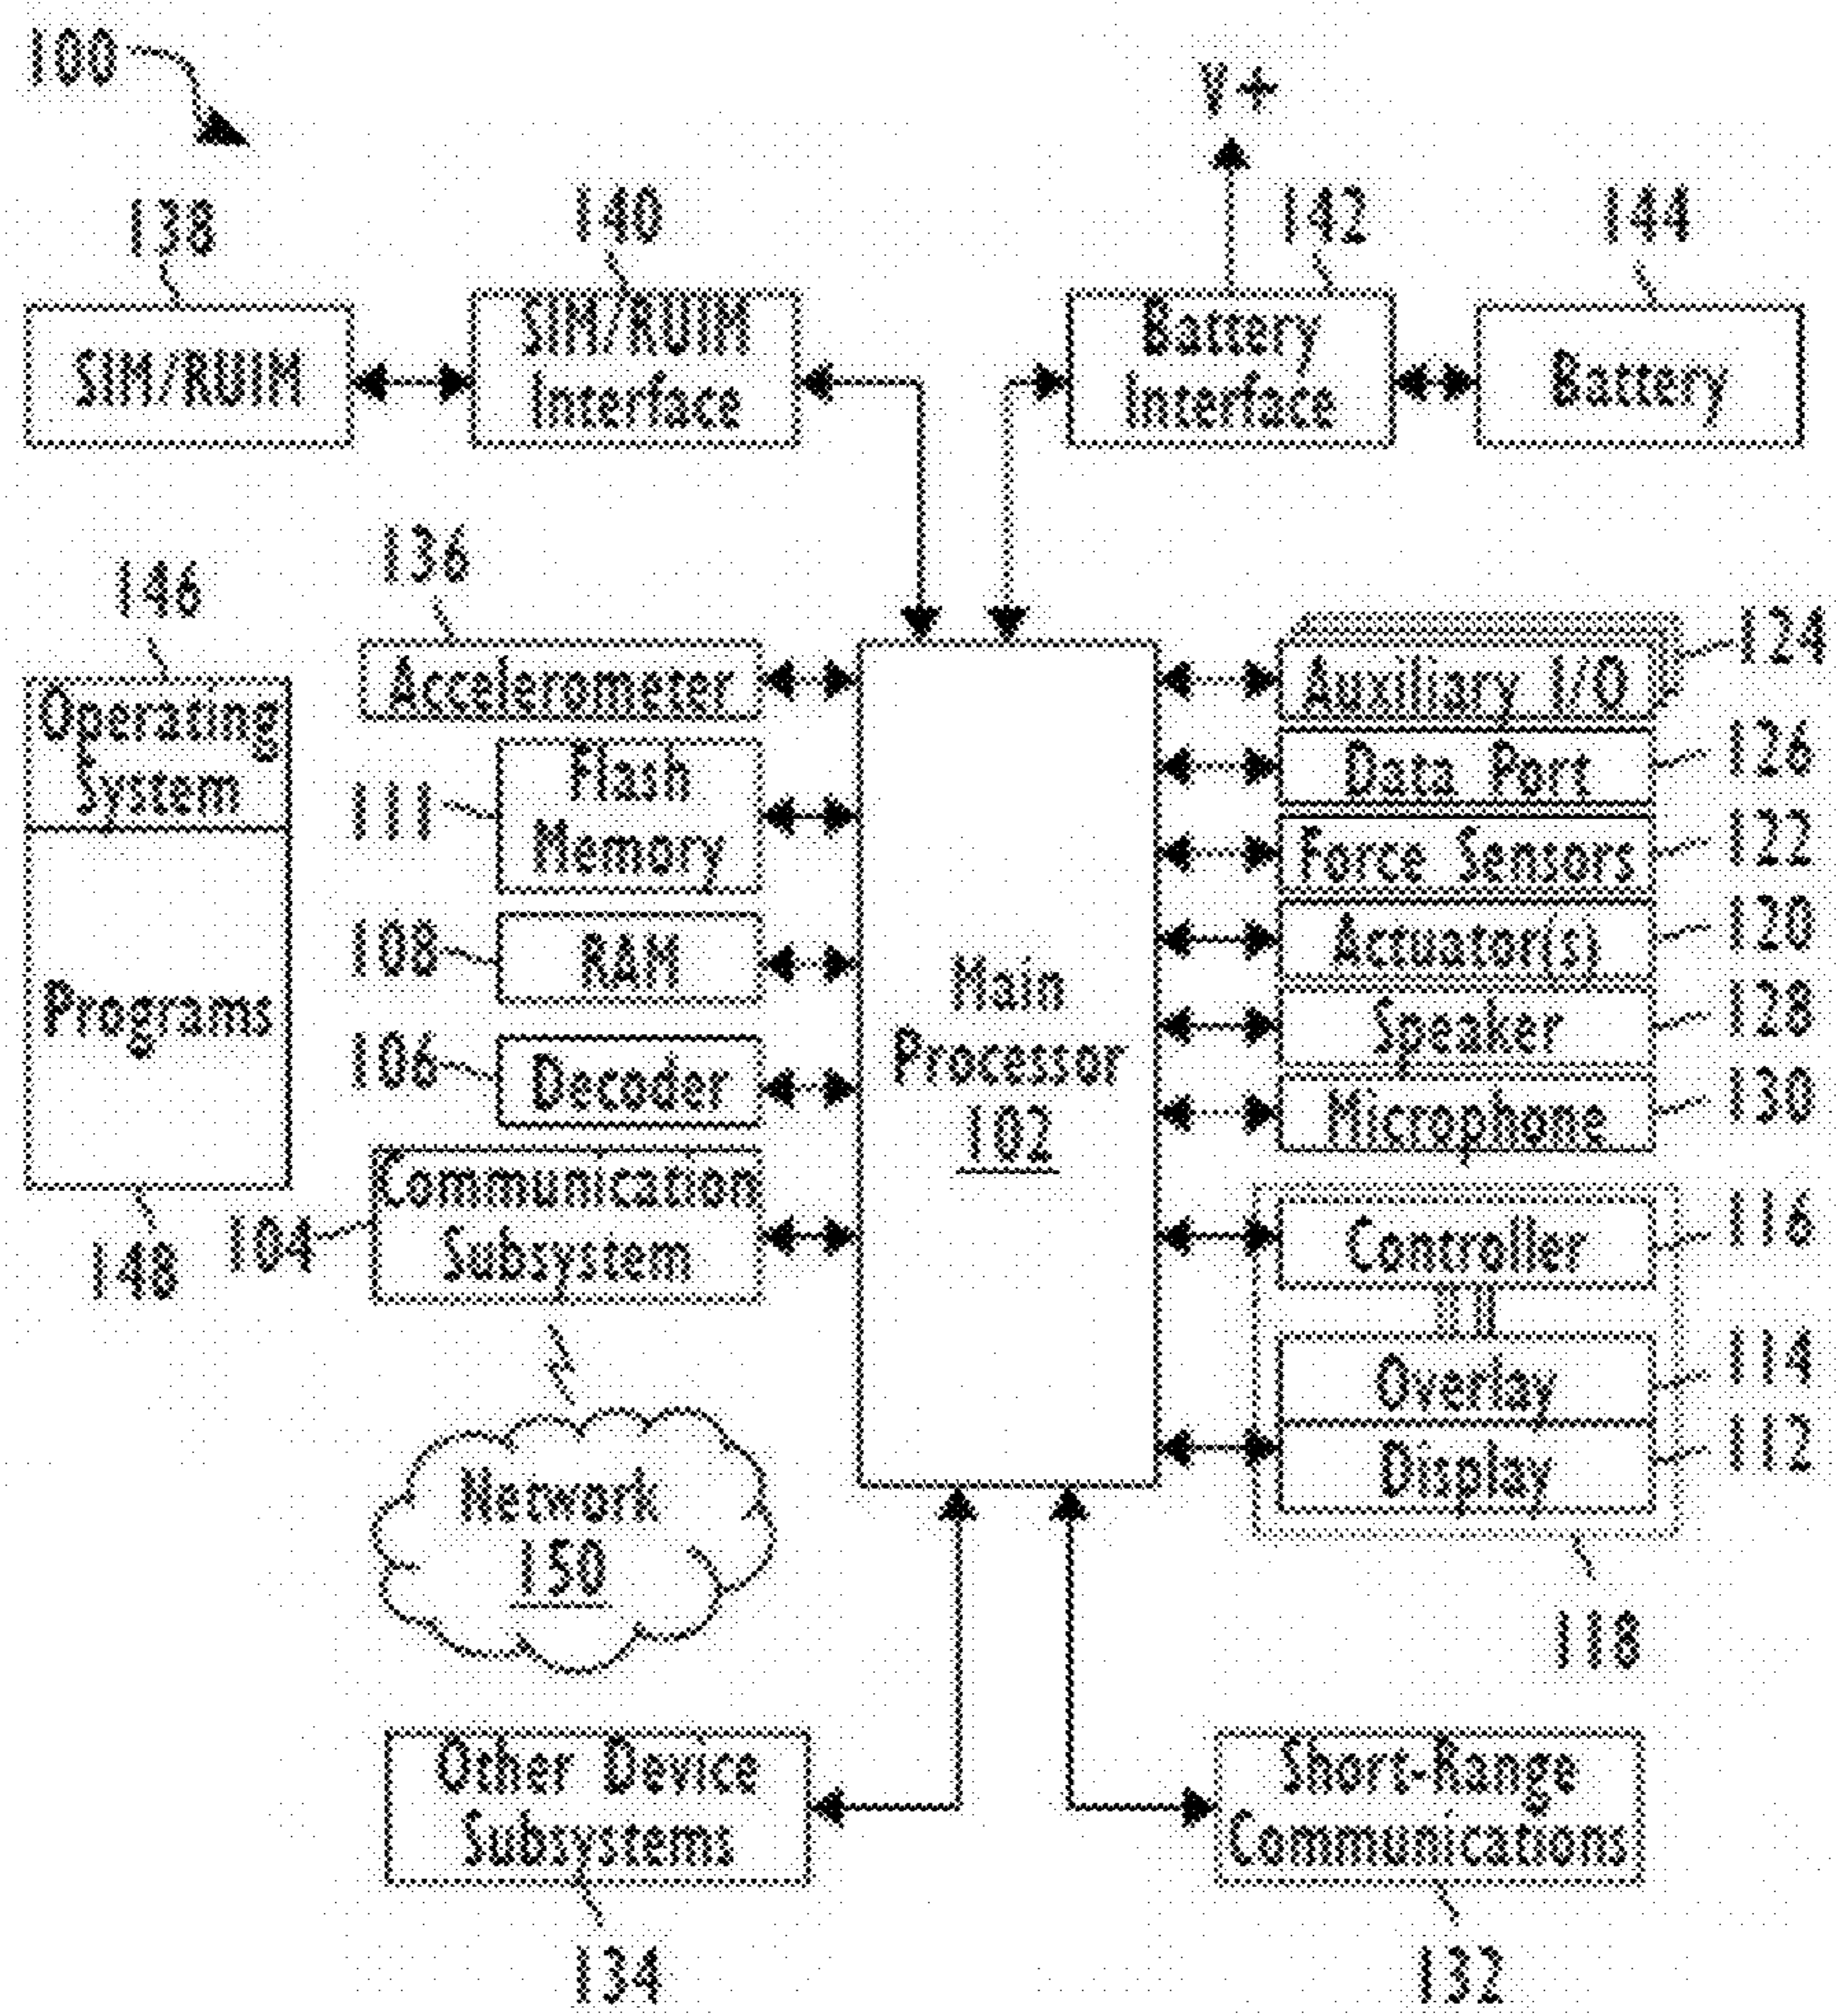 100
V+
138
140
142
144
SIM/RUIM
SIM/RUIM
Interface
Battery
Interface
Battery
136
146
Accelerometer
Auxiliary I/O
124
Operating
System
111
Flash
Memory
Data Port
126
Force Sensors
122
108
RAM
Actuator(s)
120
Programs
Main
Processor
102
Speaker
128
106
Decoder
Microphone
130
148
104
Communication
Subsystem
Controller
116
Overlay
114
Display
112
Network
150
118
Other Device
Subsystems
Short-Range
Communications
134
132